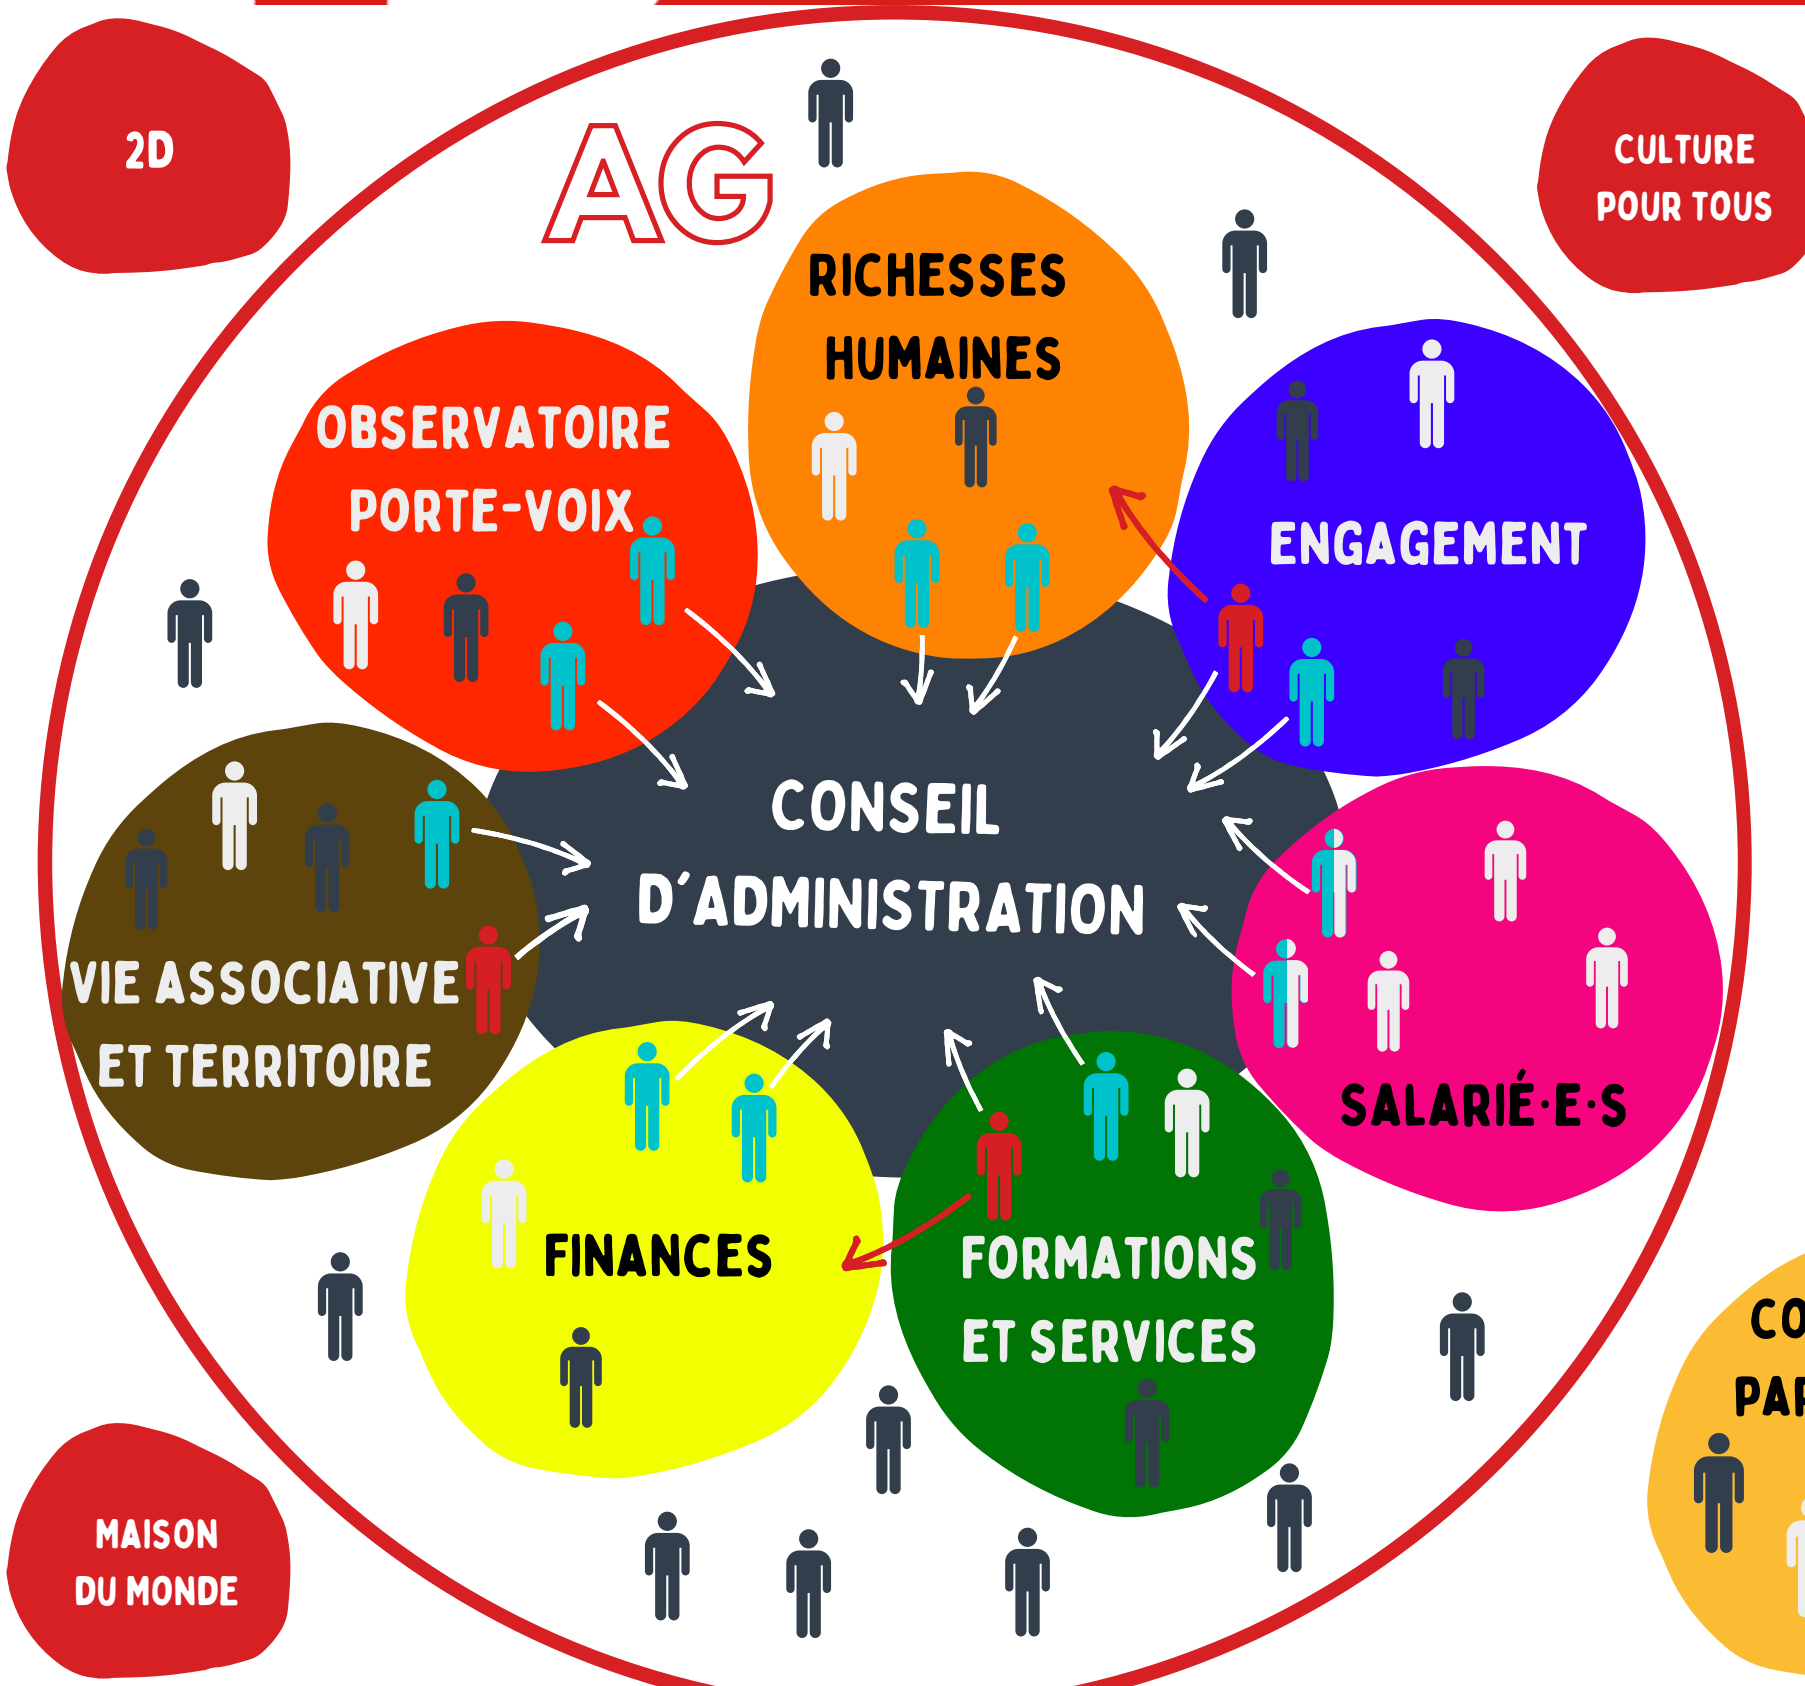 2D
CULTURE
POUR TOUS
AG
RICHESSES
HUMAINES
OBSERVATOIRE
PORTE-VOIX
ENGAGEMENT
CONSEIL
D'ADMINISTRATION
VIE ASSOCIATIVE
ET TERRITOIRE
SALARIÉ·E·S
FINANCES
FORMATIONS
ET SERVICES
MAISON
DU MONDE